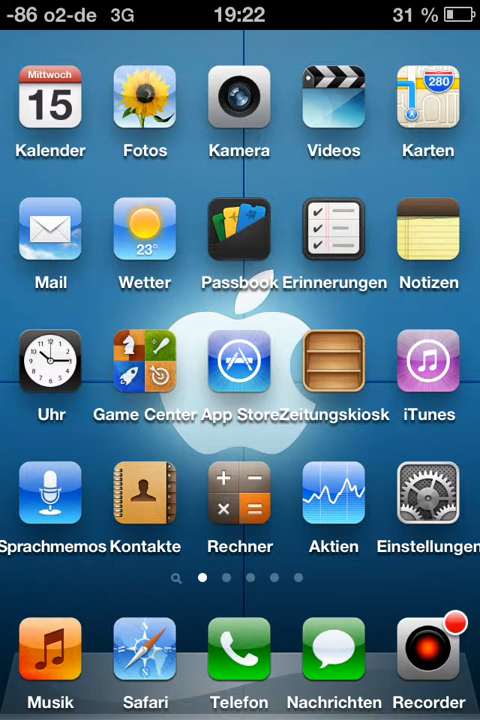 -86 o2-de 3G 19:22 31 %
Mittwoch
15
280
Kalender Fotos Kamera Videos Karten
23°
Mail Wetter Passbook Erinnerungen Notizen
Uhr Game Center App Store Zeitungskiosk iTunes
Sprachmemos Kontakte Rechner Aktien Einstellungen
Musik Safari Telefon Nachrichten Recorder